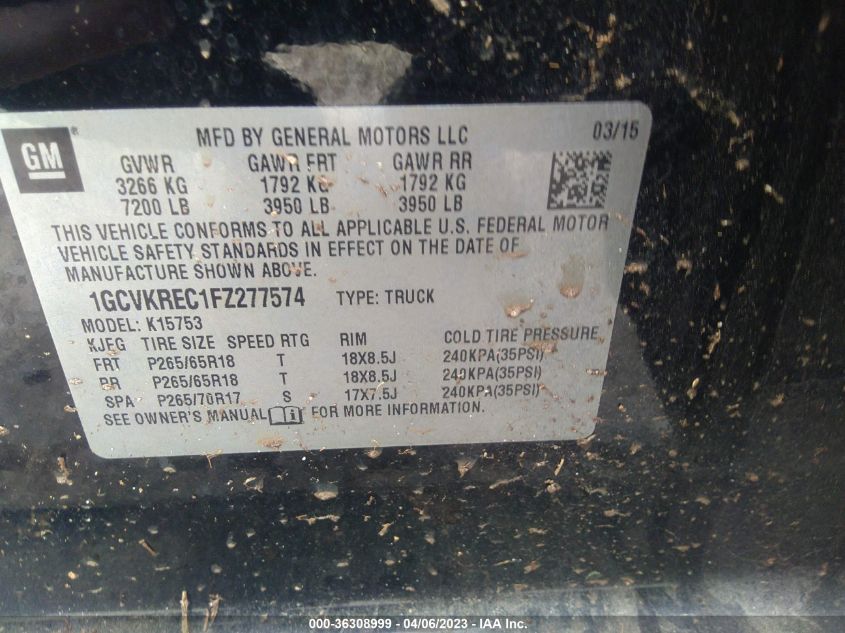 GM®
MFD BY GENERAL MOTORS LLC 03/15
GVWR GAWR FRT GAWR RR
3266 KG 1792 KG 1792 KG
7200 LB 3950 LB 3950 LB
THIS VEHICLE CONFORMS TO ALL APPLICABLE U.S. FEDERAL MOTOR
VEHICLE SAFETY STANDARDS IN EFFECT ON THE DATE OF
MANUFACTURE SHOWN ABOVE.
1GCVKREC1FZ277574 TYPE: TRUCK
MODEL: K15753
KJEG TIRE SIZE SPEED RTG RIM COLD TIRE PRESSURE
FRT P265/65R18 T 18X8.5J 240KPA(35PSI)
RR P265/65R18 T 18X8.5J 240KPA(35PSI)
SPA P265/70R17 S 17X7.5J 240KPA(35PSI)
SEE OWNER'S MANUAL i FOR MORE INFORMATION.
000-36308999 - 04/06/2023 - IAA Inc.